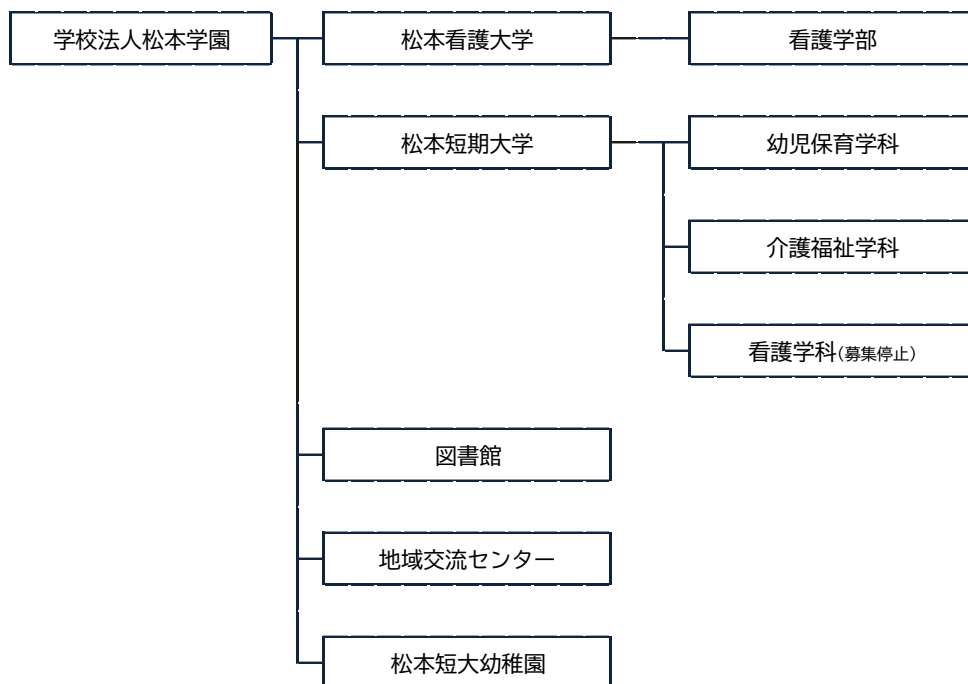 学校法人松本学園
松本看護大学
看護学部
松本短期大学
幼児保育学科
介護福祉学科
看護学科(募集停止)
図書館
地域交流センター
松本短大幼稚園